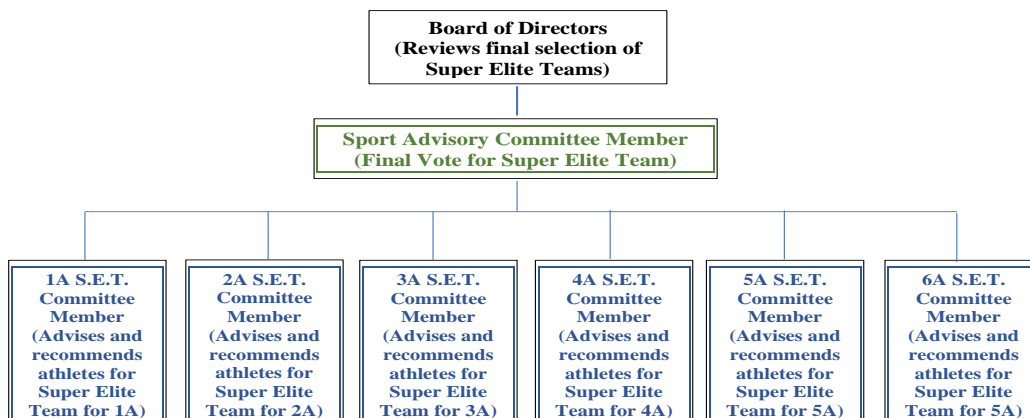 Board of Directors
(Reviews final selection of
Super Elite Teams)
Sport Advisory Committee Member
(Final Vote for Super Elite Team)
1A S.E.T.
Committee
Member
(Advises and
recommends
athletes for
Super Elite
Team for 1A)
2A S.E.T.
Committee
Member
(Advises and
recommends
athletes for
Super Elite
Team for 2A)
3A S.E.T.
Committee
Member
(Advises and
recommends
athletes for
Super Elite
Team for 3A)
4A S.E.T.
Committee
Member
(Advises and
recommends
athletes for
Super Elite
Team for 4A)
5A S.E.T.
Committee
Member
(Advises and
recommends
athletes for
Super Elite
Team for 5A)
6A S.E.T.
Committee
Member
(Advises and
recommends
athletes for
Super Elite
Team for 5A)